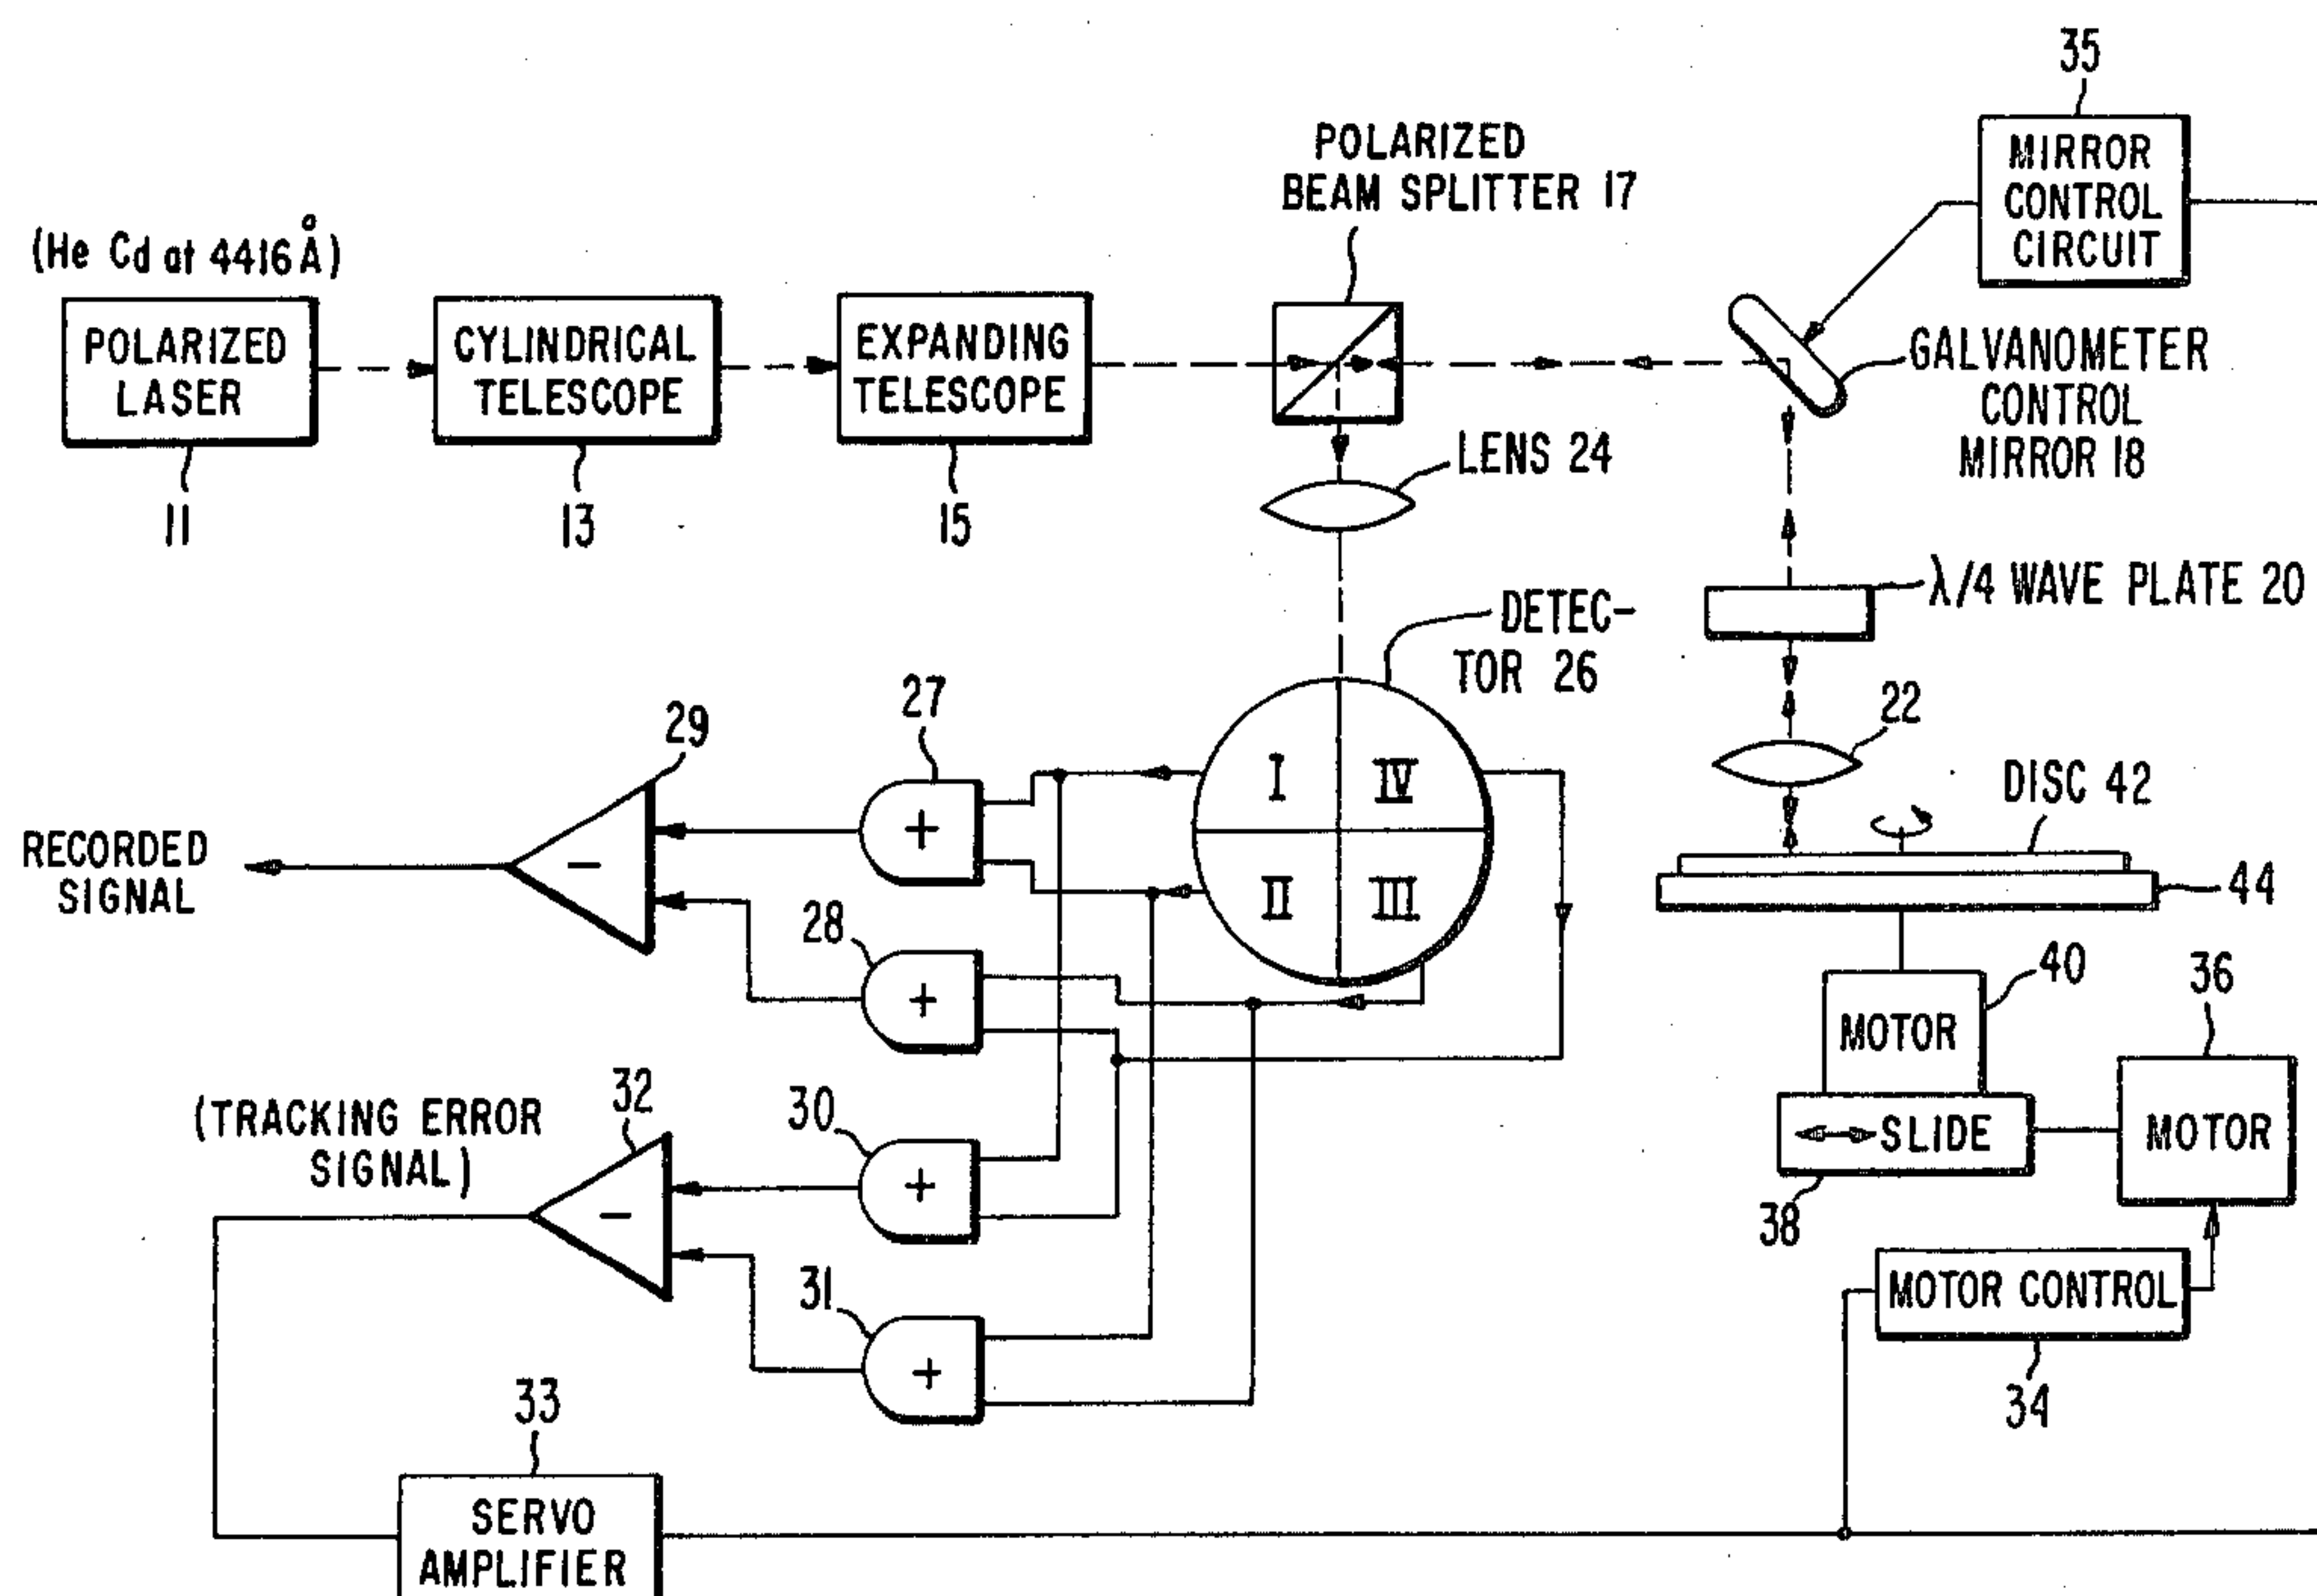 35
MIRROR
CONTROL
CIRCUIT
POLARIZED
BEAM SPLITTER 17
(He Cd at 4416Å)
POLARIZED
LASER
11
CYLINDRICAL
TELESCOPE
13
EXPANDING
TELESCOPE
15
GALVANOMETER
CONTROL
MIRROR 18
LENS 24
λ/4 WAVE PLATE 20
DETEC-
TOR 26
22
DISC 42
44
I
IV
II
III
27
+
29
−
RECORDED
SIGNAL
28
+
40
MOTOR
36
MOTOR
SLIDE
38
MOTOR CONTROL
34
(TRACKING ERROR
SIGNAL)
32
−
30
+
31
+
33
SERVO
AMPLIFIER